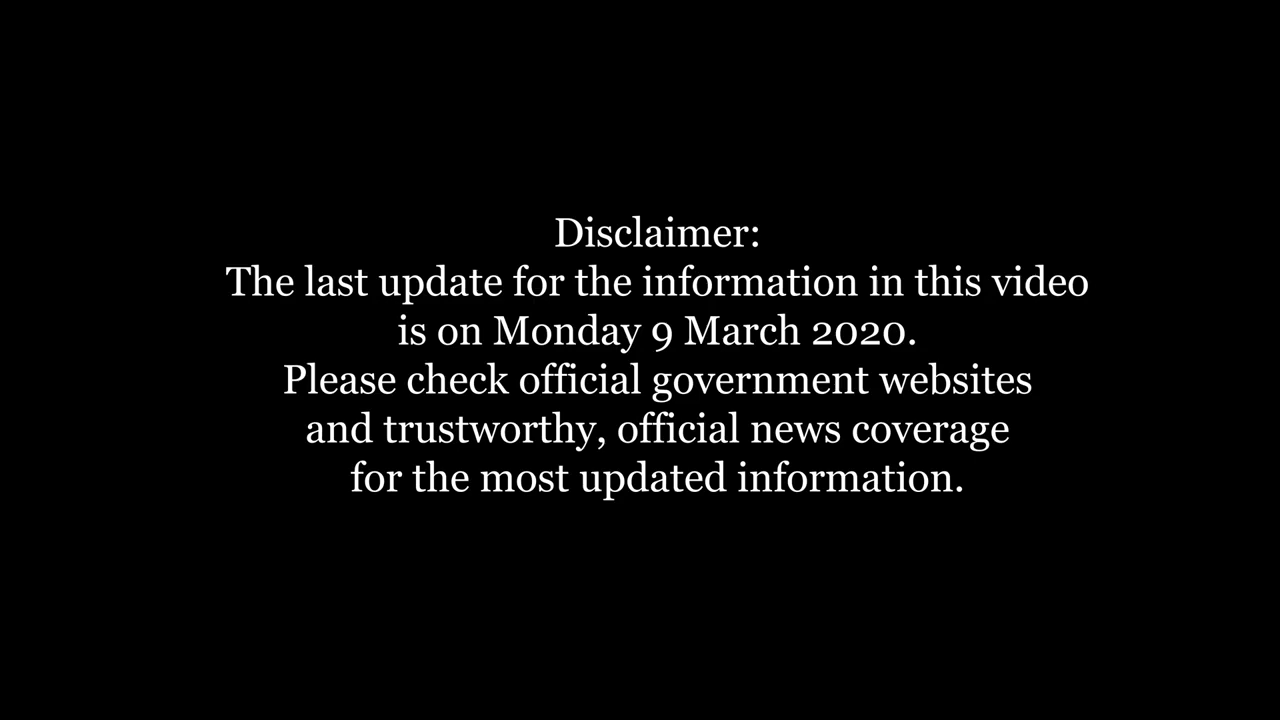 Disclaimer:
The last update for the information in this video
is on Monday 9 March 2020.
Please check official government websites
and trustworthy, official news coverage
for the most updated information.